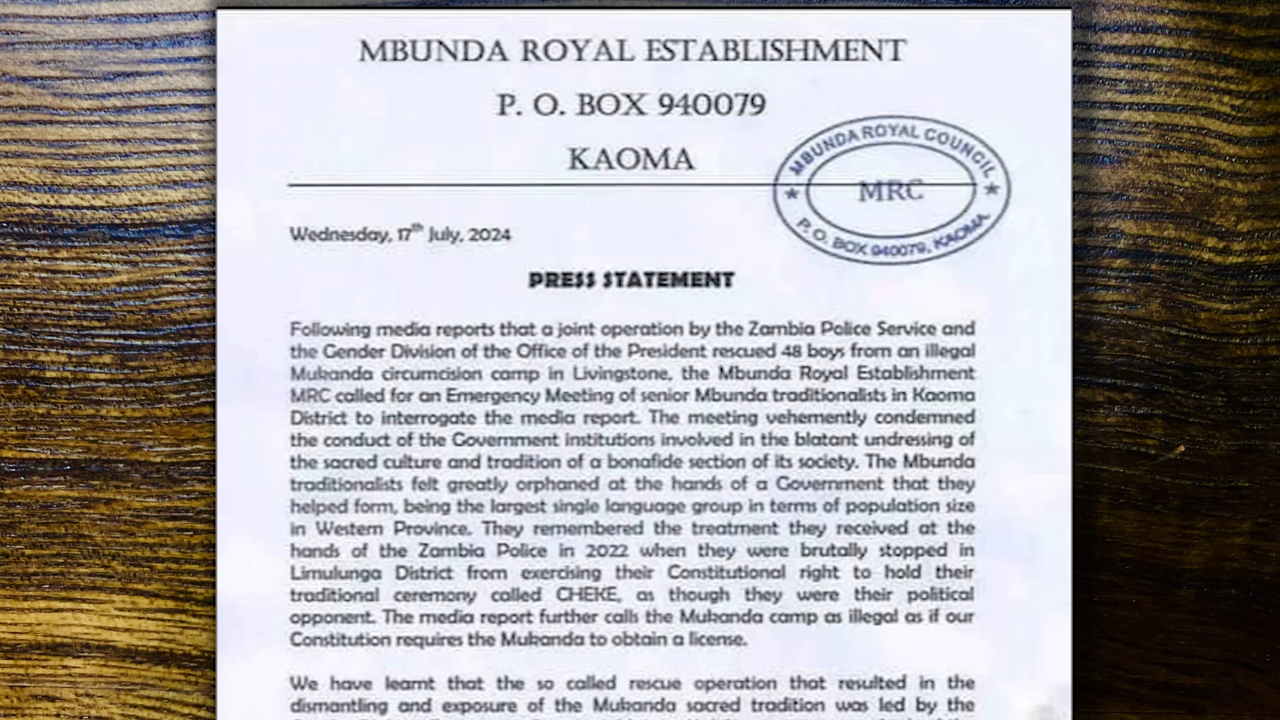 MBUNDA ROYAL ESTABLISHMENT
P. O. BOX 940079
KAOMA
MBUNDA ROYAL COUNCIL
MRC
P. O. BOX 940079, KAOMA.
Wednesday, 17th July, 2024
PRESS STATEMENT
Following media reports that a joint operation by the Zambia Police Service and
the Gender Division of the Office of the President rescued 48 boys from an illegal
Mukanda circumcision camp in Livingstone, the Mbunda Royal Establishment
MRC called for an Emergency Meeting of senior Mbunda traditionalists in Kaoma
District to interrogate the media report. The meeting vehemently condemned
the conduct of the Government institutions involved in the blatant undressing of
the sacred culture and tradition of a bonafide section of its society. The Mbunda
traditionalists felt greatly orphaned at the hands of a Government that they
helped form, being the largest single language group in terms of population size
in Western Province. They remembered the treatment they received at the
hands of the Zambia Police in 2022 when they were brutally stopped in
Limulunga District from exercising their Constitutional right to hold their
traditional ceremony called CHEKE, as though they were their political
opponent. The media report further calls the Mukanda camp as illegal as if our
Constitution requires the Mukanda to obtain a license.
We have learnt that the so called rescue operation that resulted in the
dismantling and exposure of the Mukanda sacred tradition was led by the